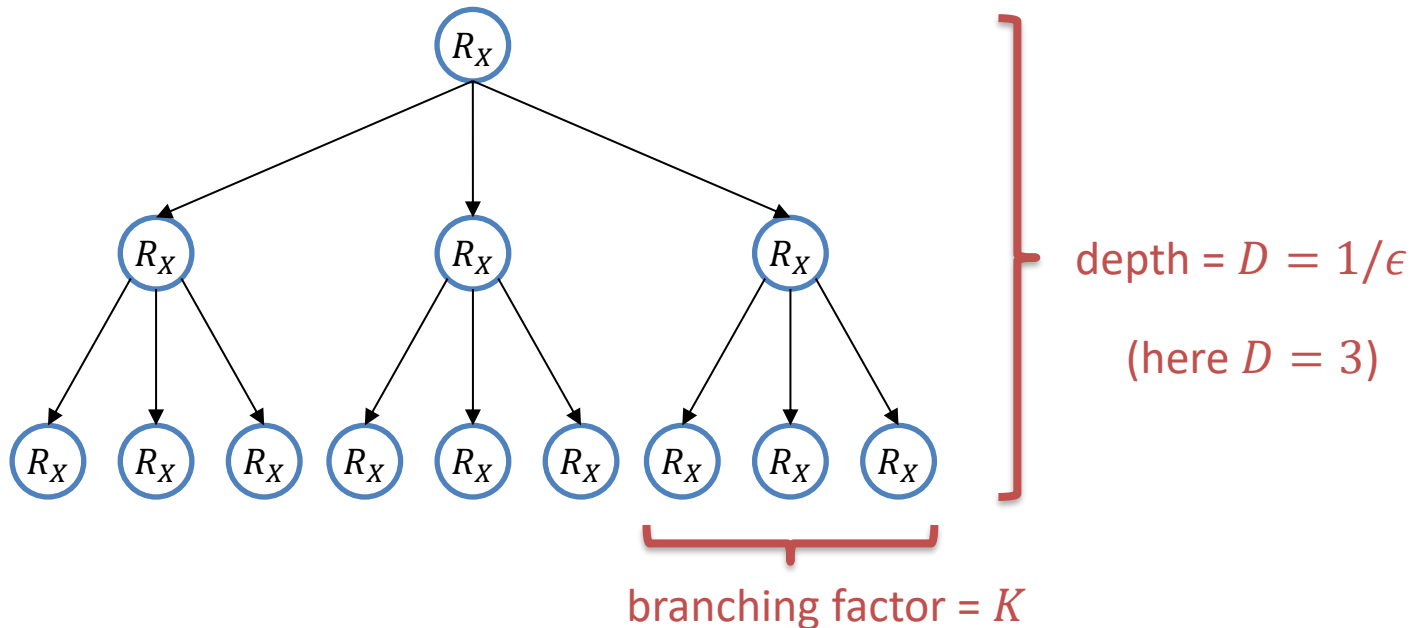 R_X
R_X R_X R_X
depth = D = 1/ϵ
(here D = 3)
R_X R_X R_X R_X R_X R_X R_X R_X R_X
branching factor = K